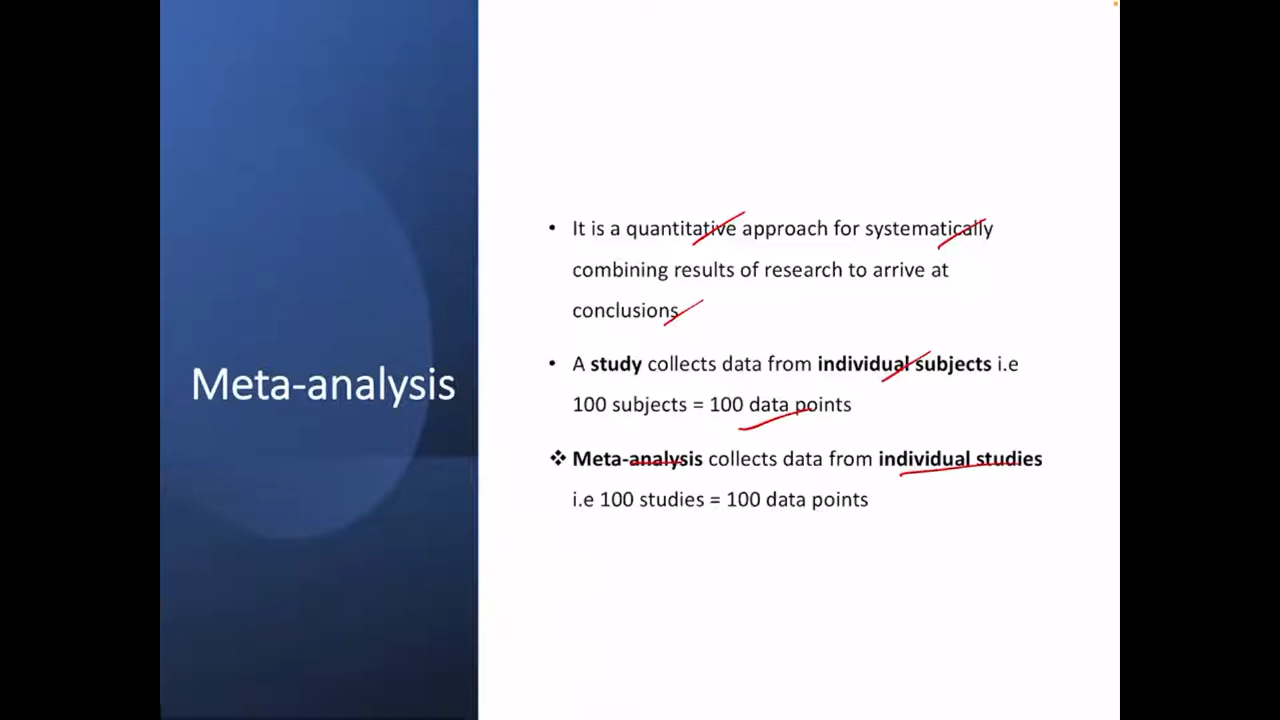 Meta-analysis
• It is a quantitative approach for systematically
combining results of research to arrive at
conclusions
• A study collects data from individual subjects i.e
100 subjects = 100 data points
❖ Meta-analysis collects data from individual studies
i.e 100 studies = 100 data points